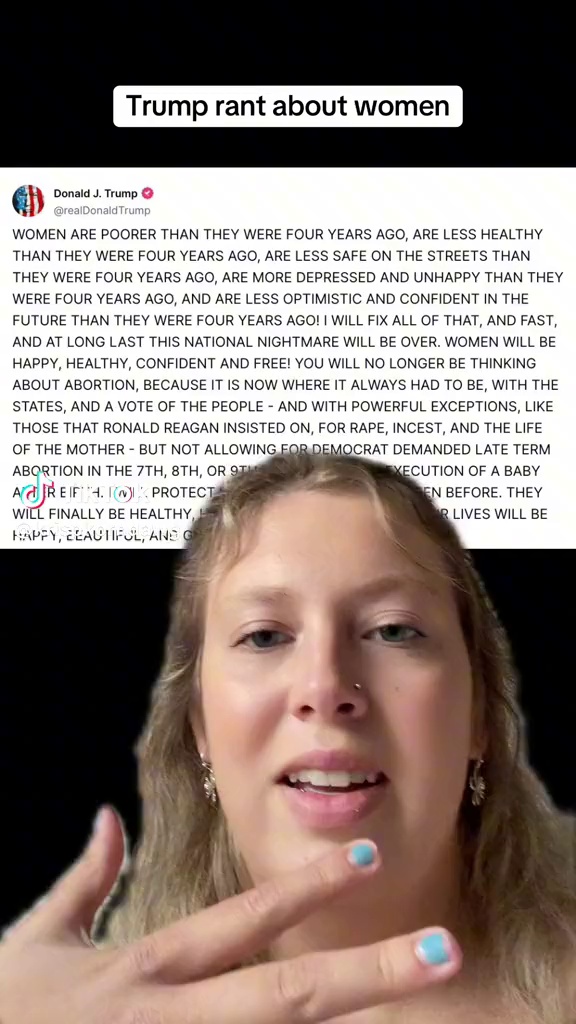 Trump rant about women
Donald J. Trump
@realDonaldTrump
WOMEN ARE POORER THAN THEY WERE FOUR YEARS AGO, ARE LESS HEALTHY
THAN THEY WERE FOUR YEARS AGO, ARE LESS SAFE ON THE STREETS THAN
THEY WERE FOUR YEARS AGO, ARE MORE DEPRESSED AND UNHAPPY THAN THEY
WERE FOUR YEARS AGO, AND ARE LESS OPTIMISTIC AND CONFIDENT IN THE
FUTURE THAN THEY WERE FOUR YEARS AGO! I WILL FIX ALL OF THAT, AND FAST,
AND AT LONG LAST THIS NATIONAL NIGHTMARE WILL BE OVER. WOMEN WILL BE
HAPPY, HEALTHY, CONFIDENT AND FREE! YOU WILL NO LONGER BE THINKING
ABOUT ABORTION, BECAUSE IT IS NOW WHERE IT ALWAYS HAD TO BE, WITH THE
STATES, AND A VOTE OF THE PEOPLE - AND WITH POWERFUL EXCEPTIONS, LIKE
THOSE THAT RONALD REAGAN INSISTED ON, FOR RAPE, INCEST, AND THE LIFE
OF THE MOTHER - BUT NOT ALLOWING FOR DEMOCRAT DEMANDED LATE TERM
ABORTION IN THE 7TH, 8TH, OR EXECUTION OF A BABY
PROTECT BEFORE. THEY
WILL FINALLY BE HEALTHY, LIVES WILL BE
HAPPY, BEAUTIFUL, AND
TikTok